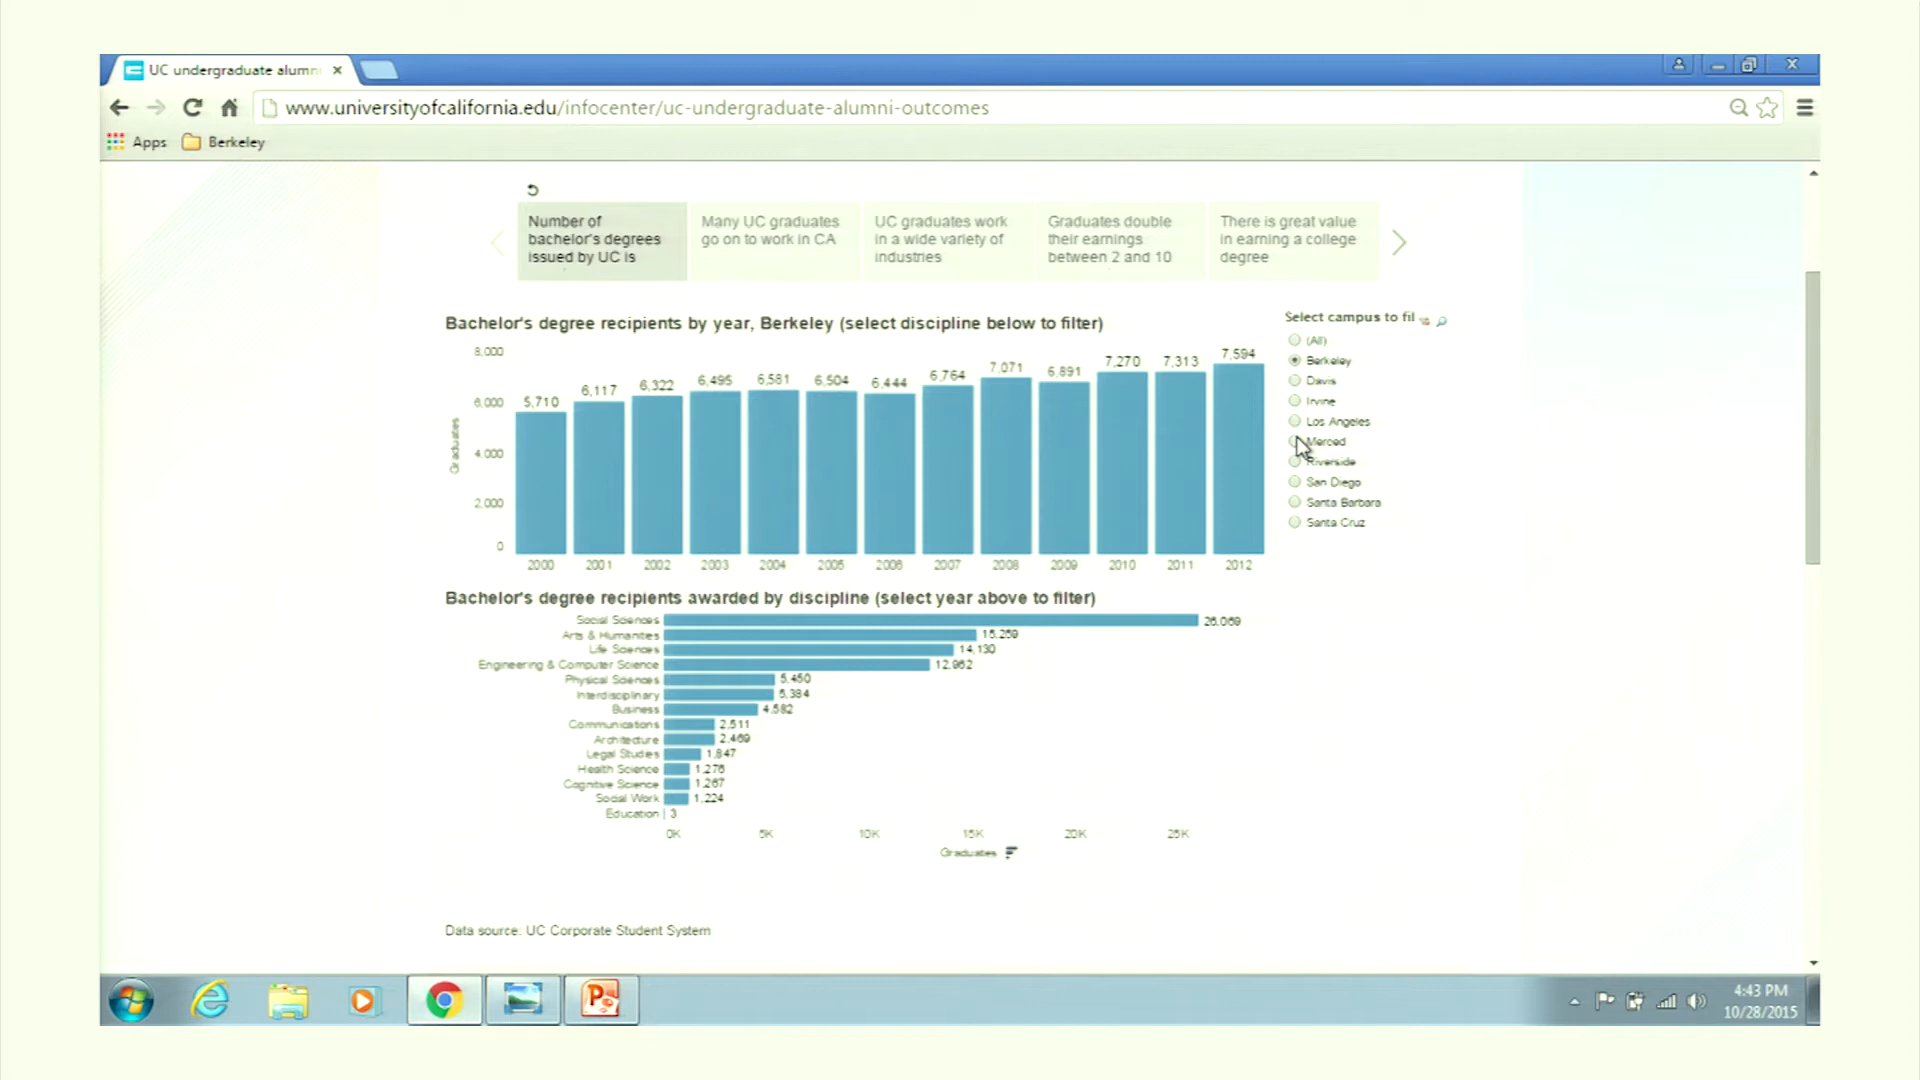 UC undergraduate alumn
www.universityofcalifornia.edu/infocenter/uc-undergraduate-alumni-outcomes
Apps
Berkeley
Number of
bachelor's degrees
issued by UC is
Many UC graduates
go on to work in CA
UC graduates work
in a wide variety of
industries
Graduates double
their earnings
between 2 and 10
There is great value
in earning a college
degree
Bachelor's degree recipients by year, Berkeley (select discipline below to filter)
Graduates
8,000
6,000
4,000
2,000
0
5,710
6,117
6,322
6,495
6,581
6,504
6,444
6,764
7,071
6,891
7,270
7,313
7,594
2000
2001
2002
2003
2004
2005
2006
2007
2008
2009
2010
2011
2012
Select campus to fil
(All)
Berkeley
Davis
Irvine
Los Angeles
Merced
Riverside
San Diego
Santa Barbara
Santa Cruz
Bachelor's degree recipients awarded by discipline (select year above to filter)
Social Sciences 26,069
Arts & Humanities 15,259
Life Sciences 14,130
Engineering & Computer Science 12,962
Physical Sciences 5,450
Interdisciplinary 5,384
Business 4,582
Communications 2,511
Architecture 2,469
Legal Studies 1,847
Health Science 1,276
Cognitive Science 1,267
Social Work 1,224
Education 3
0K
5K
10K
15K
20K
25K
Graduates
Data source: UC Corporate Student System
4:43 PM
10/28/2015